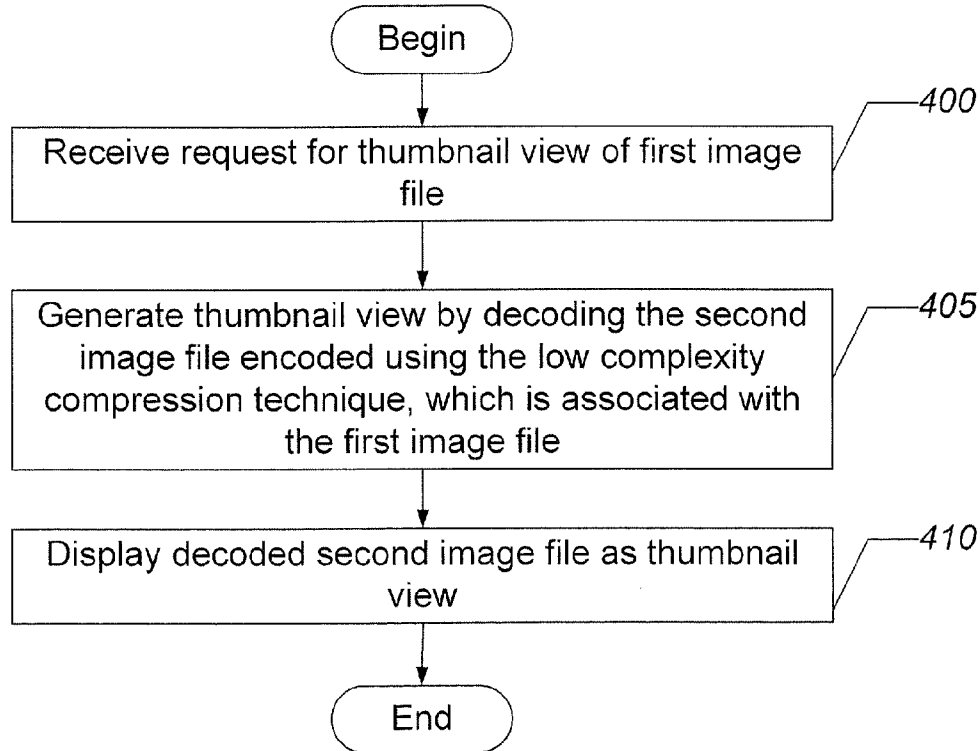 Begin
400
Receive request for thumbnail view of first image
file
405
Generate thumbnail view by decoding the second
image file encoded using the low complexity
compression technique, which is associated with
the first image file
410
Display decoded second image file as thumbnail
view
End